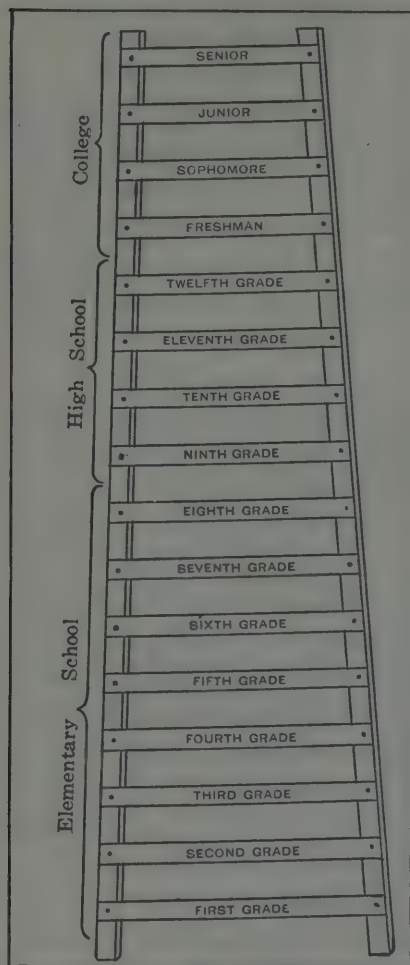 College
High School
Elementary School
SENIOR
JUNIOR
SOPHOMORE
FRESHMAN
TWELFTH GRADE
ELEVENTH GRADE
TENTH GRADE
NINTH GRADE
EIGHTH GRADE
SEVENTH GRADE
SIXTH GRADE
FIFTH GRADE
FOURTH GRADE
THIRD GRADE
SECOND GRADE
FIRST GRADE